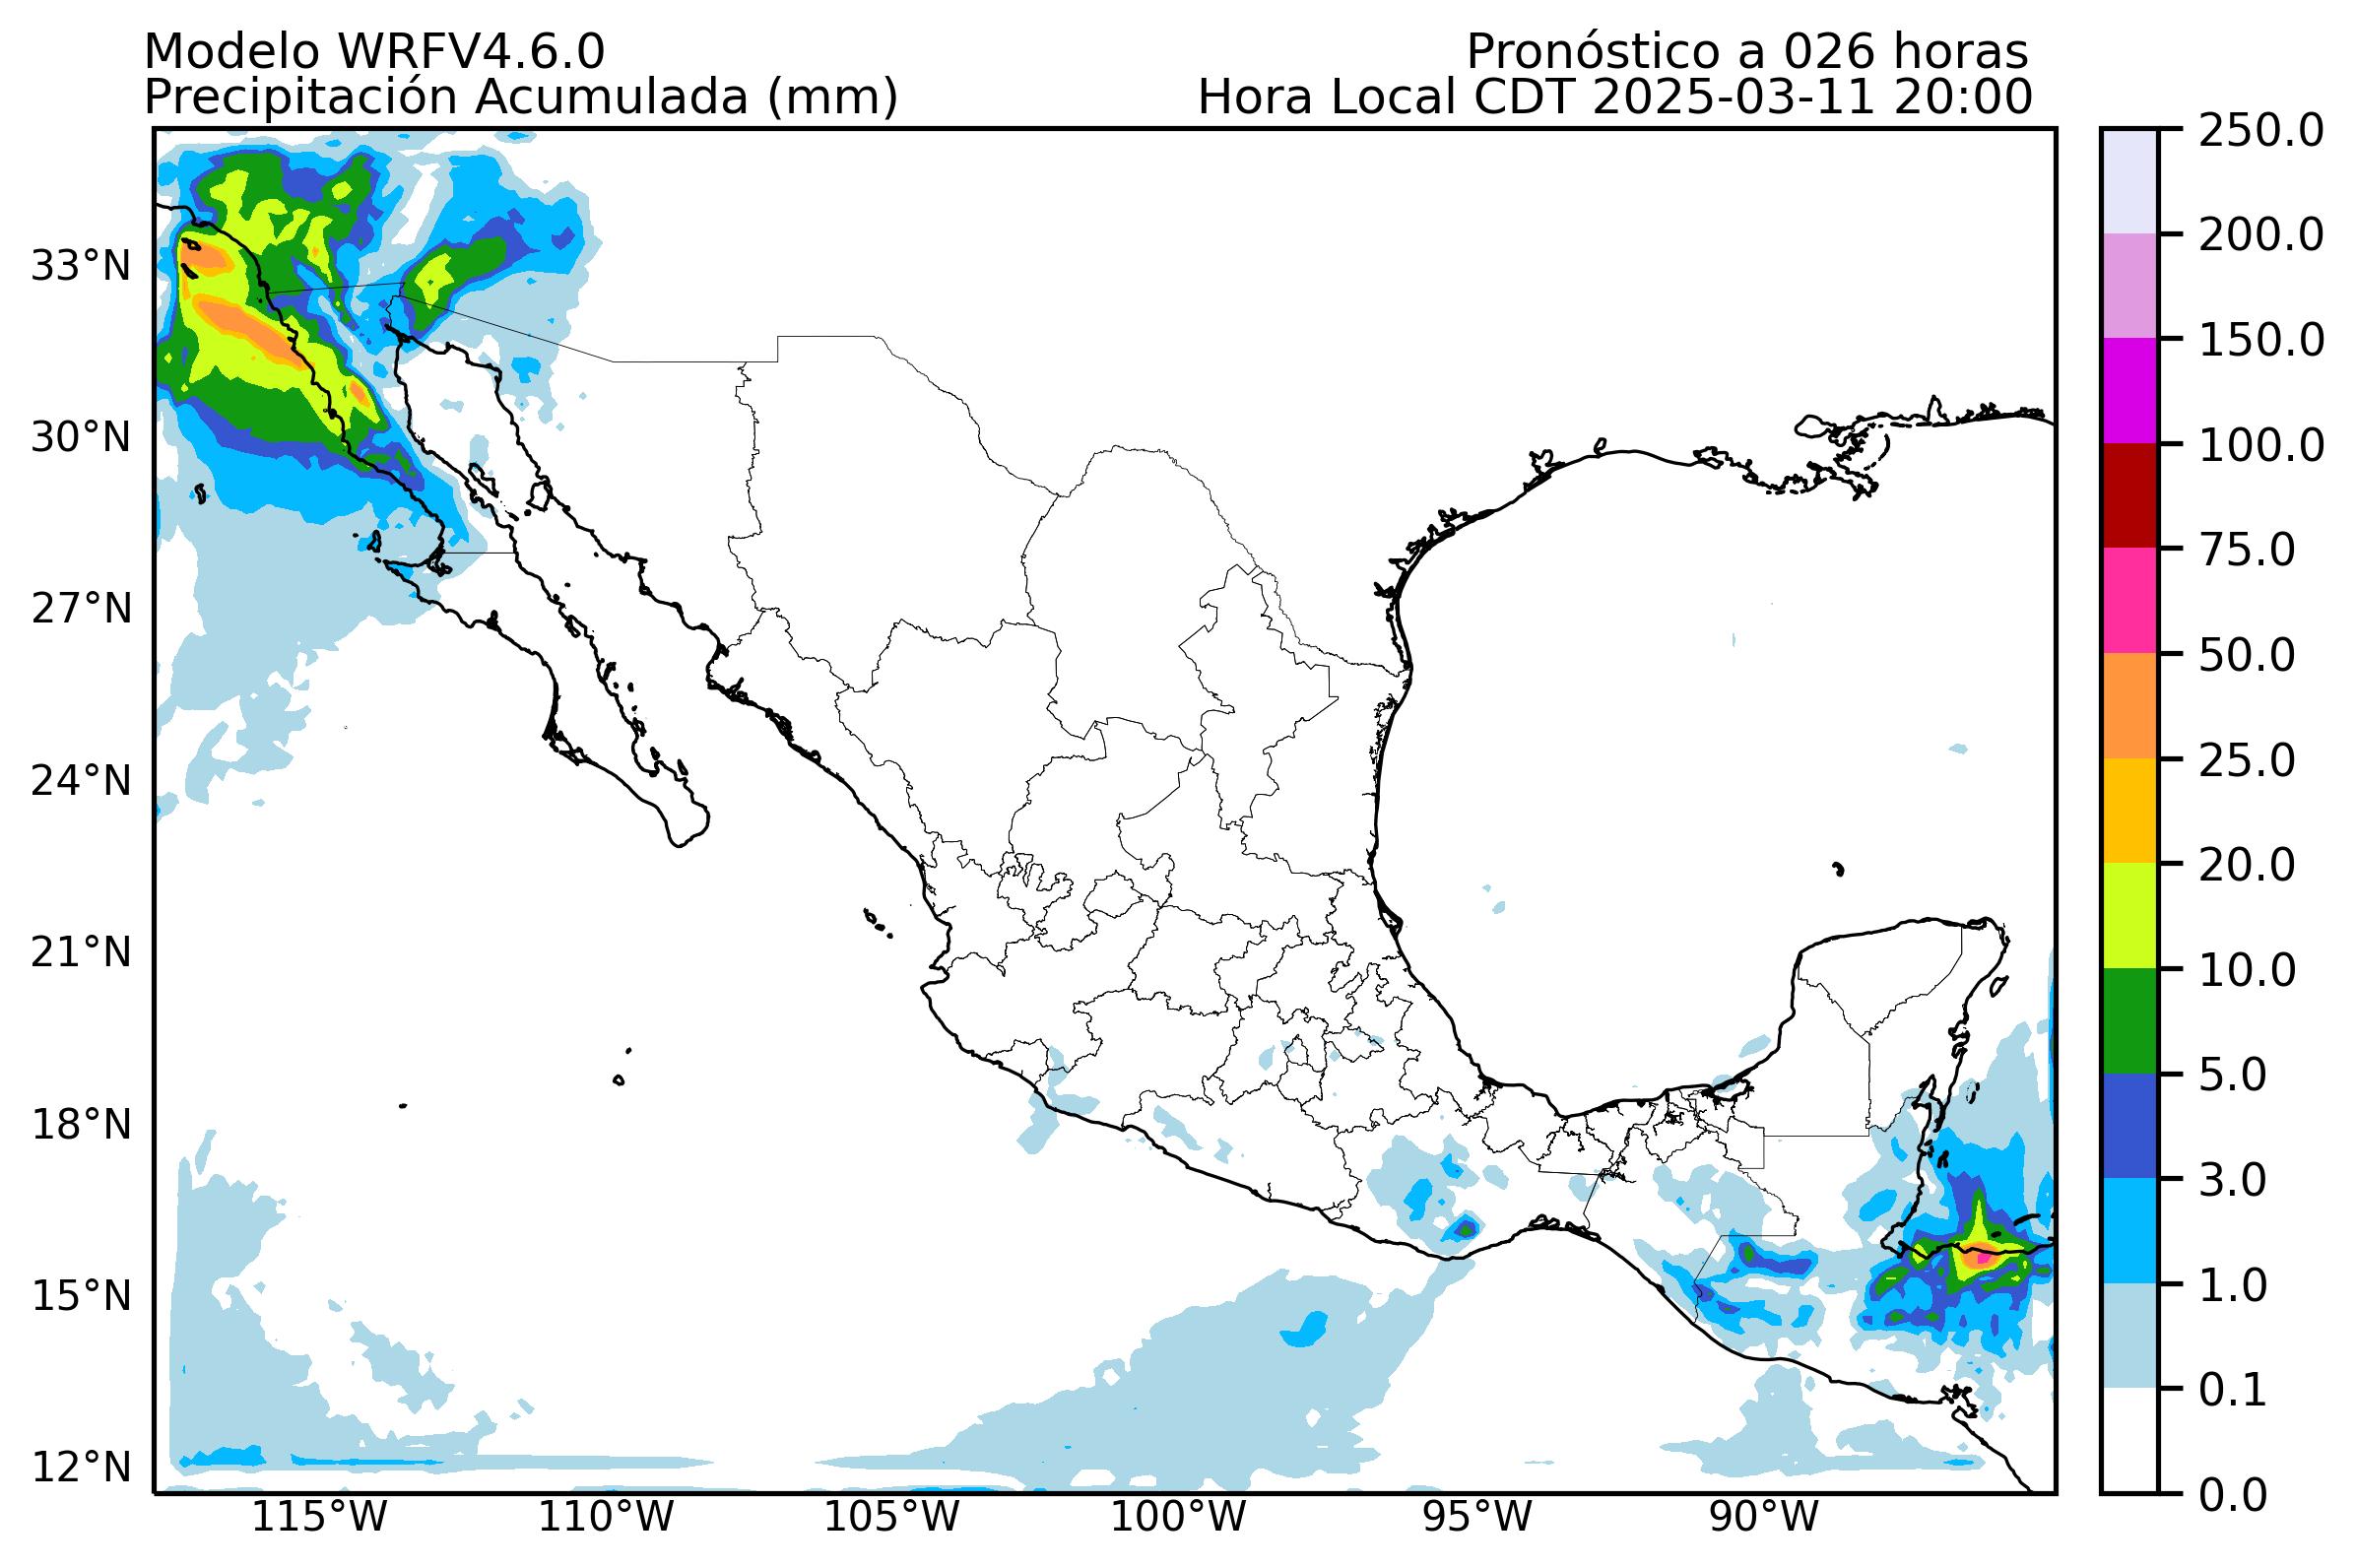 Modelo WRFV4.6.0
Pronóstico a 026 horas
Precipitación Acumulada (mm)
Hora Local CDT 2025-03-11 20:00
33°N
30°N
27°N
24°N
21°N
18°N
15°N
12°N
115°W
110°W
105°W
100°W
95°W
90°W
250.0
200.0
150.0
100.0
75.0
50.0
25.0
20.0
10.0
5.0
3.0
1.0
0.1
0.0